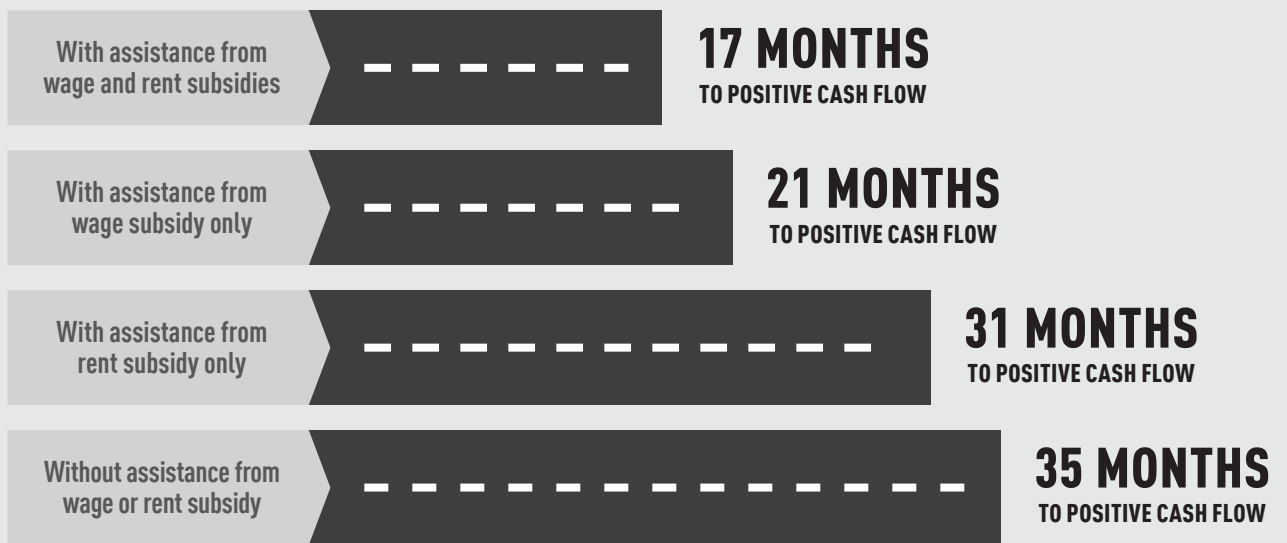 With assistance from
wage and rent subsidies
17 MONTHS
TO POSITIVE CASH FLOW
With assistance from
wage subsidy only
21 MONTHS
TO POSITIVE CASH FLOW
With assistance from
rent subsidy only
31 MONTHS
TO POSITIVE CASH FLOW
Without assistance from
wage or rent subsidy
35 MONTHS
TO POSITIVE CASH FLOW